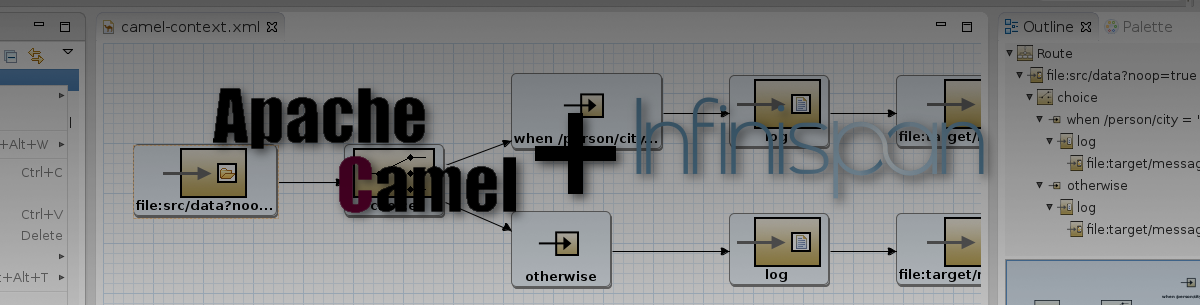 camel-context.xml
Apache
Camel
+
Infinispan
file:src/data?noo...
when /person/city...
log
file:target/
otherwise
log
file:target/
+Alt+W
Ctrl+C
Ctrl+V
Delete
t+Alt+T
Outline
Palette
Route
file:src/data?noop=true
choice
when /person/city = '
log
file:target/messag
otherwise
log
file:target/messag